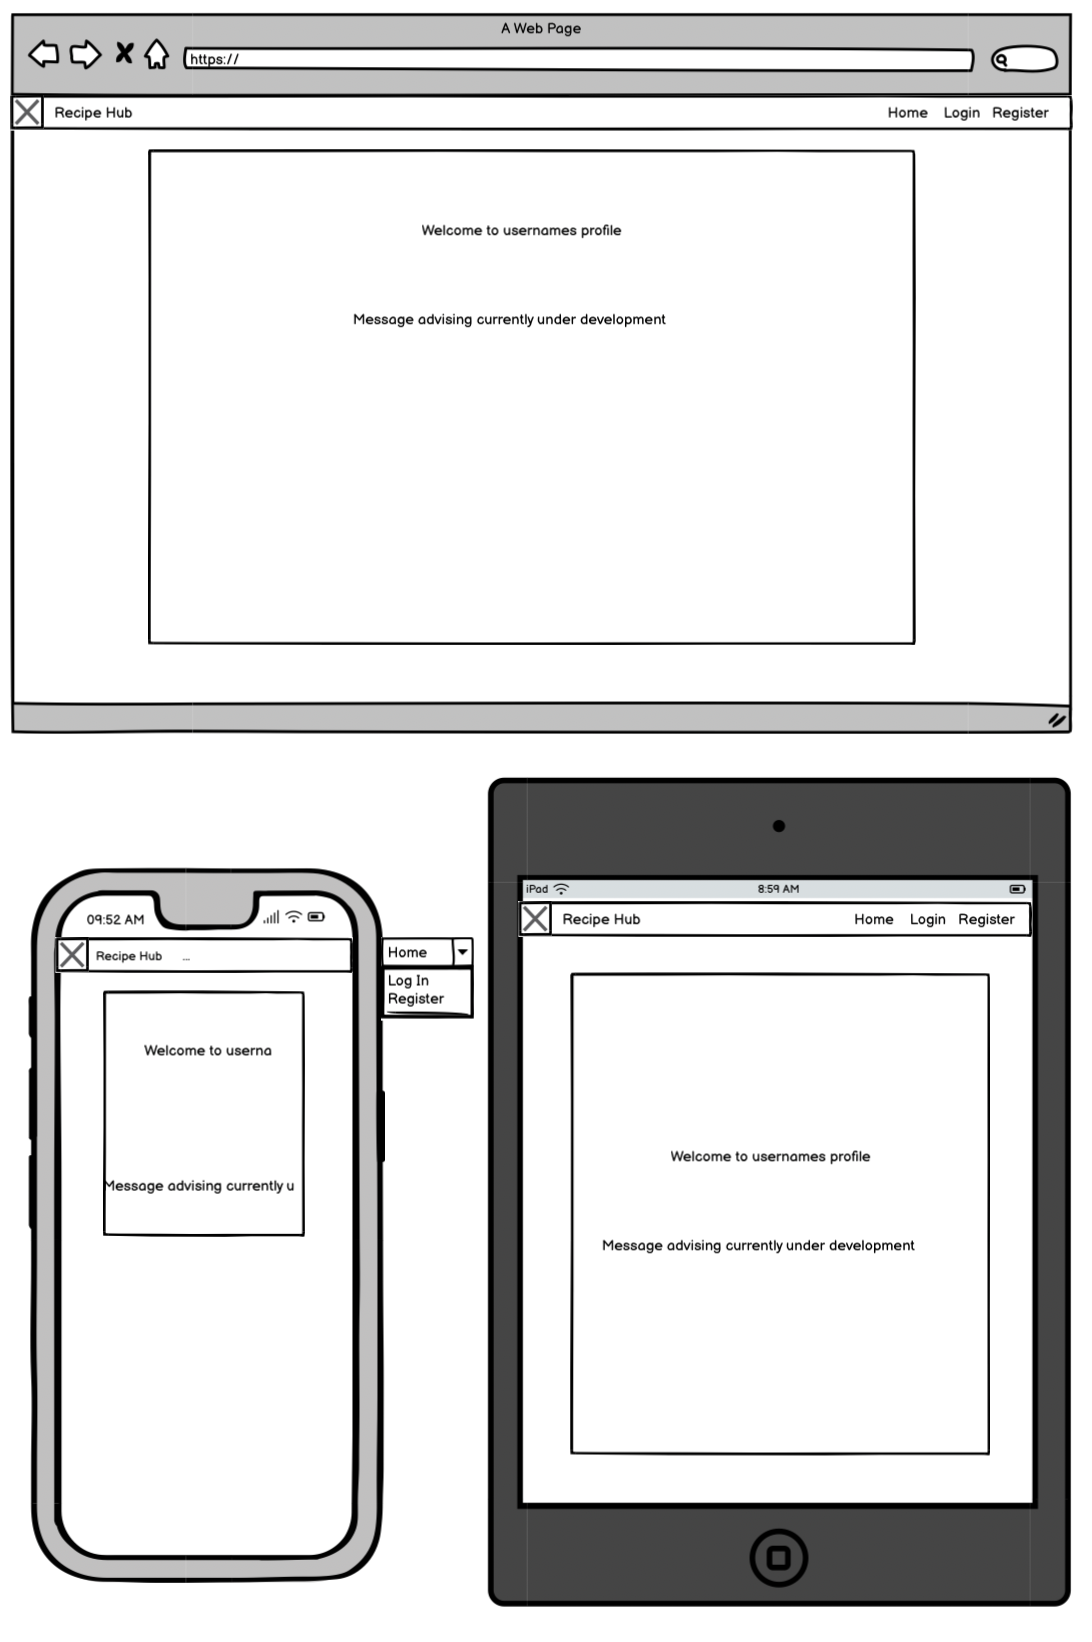 A Web Page
https://
Recipe Hub Home Login Register
Welcome to usernames profile
Message advising currently under development
09:52 AM
Recipe Hub ...
Home
Log In
Register
Welcome to userna
Message advising currently u
iPad 8:59 AM
Recipe Hub Home Login Register
Welcome to usernames profile
Message advising currently under development